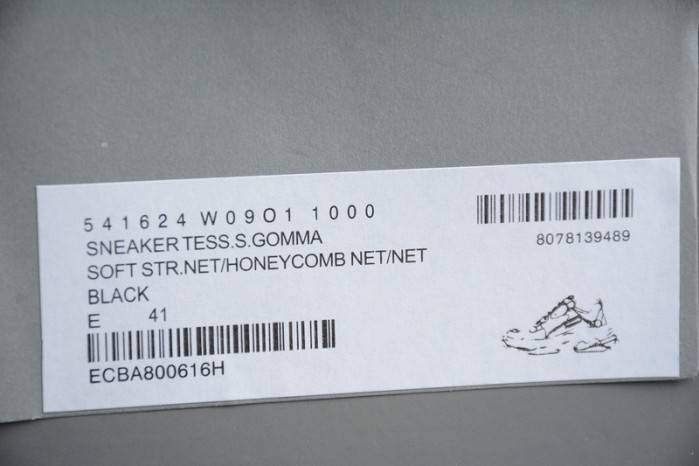 541624 W09O1 1000
SNEAKER TESS.S.GOMMA
SOFT STR.NET/HONEYCOMB NET/NET
BLACK
E 41
ECBA800616H
8078139489